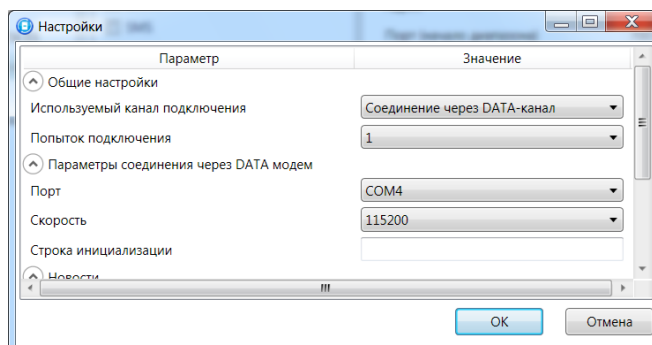 Настройки
Параметр Значение
Общие настройки
Используемый канал подключения Соединение через DATA-канал
Попыток подключения 1
Параметры соединения через DATA модем
Порт COM4
Скорость 115200
Строка инициализации
Новости
OK Отмена